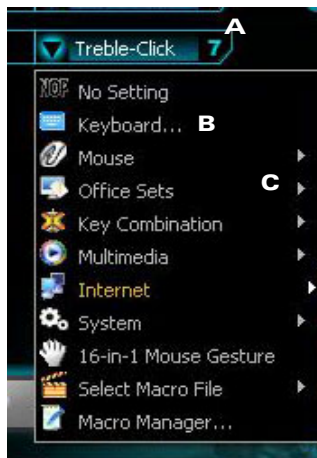 A
Treble-Click 7
NOP No Setting
Keyboard... B
Mouse
Office Sets C
Key Combination
Multimedia
Internet
System
16-in-1 Mouse Gesture
Select Macro File
Macro Manager...